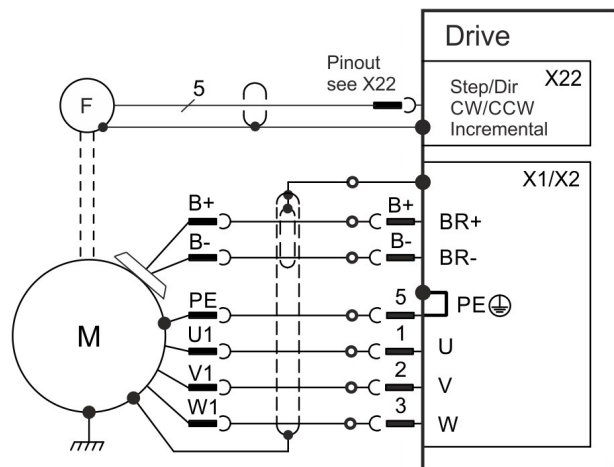 Drive
Pinout
see X22
X22
5
F
Step/Dir
CW/CCW
Incremental
X1/X2
B+ B+ BR+
B- B- BR-
PE 5 PE
M
U1 1 U
V1 2 V
W1 3 W